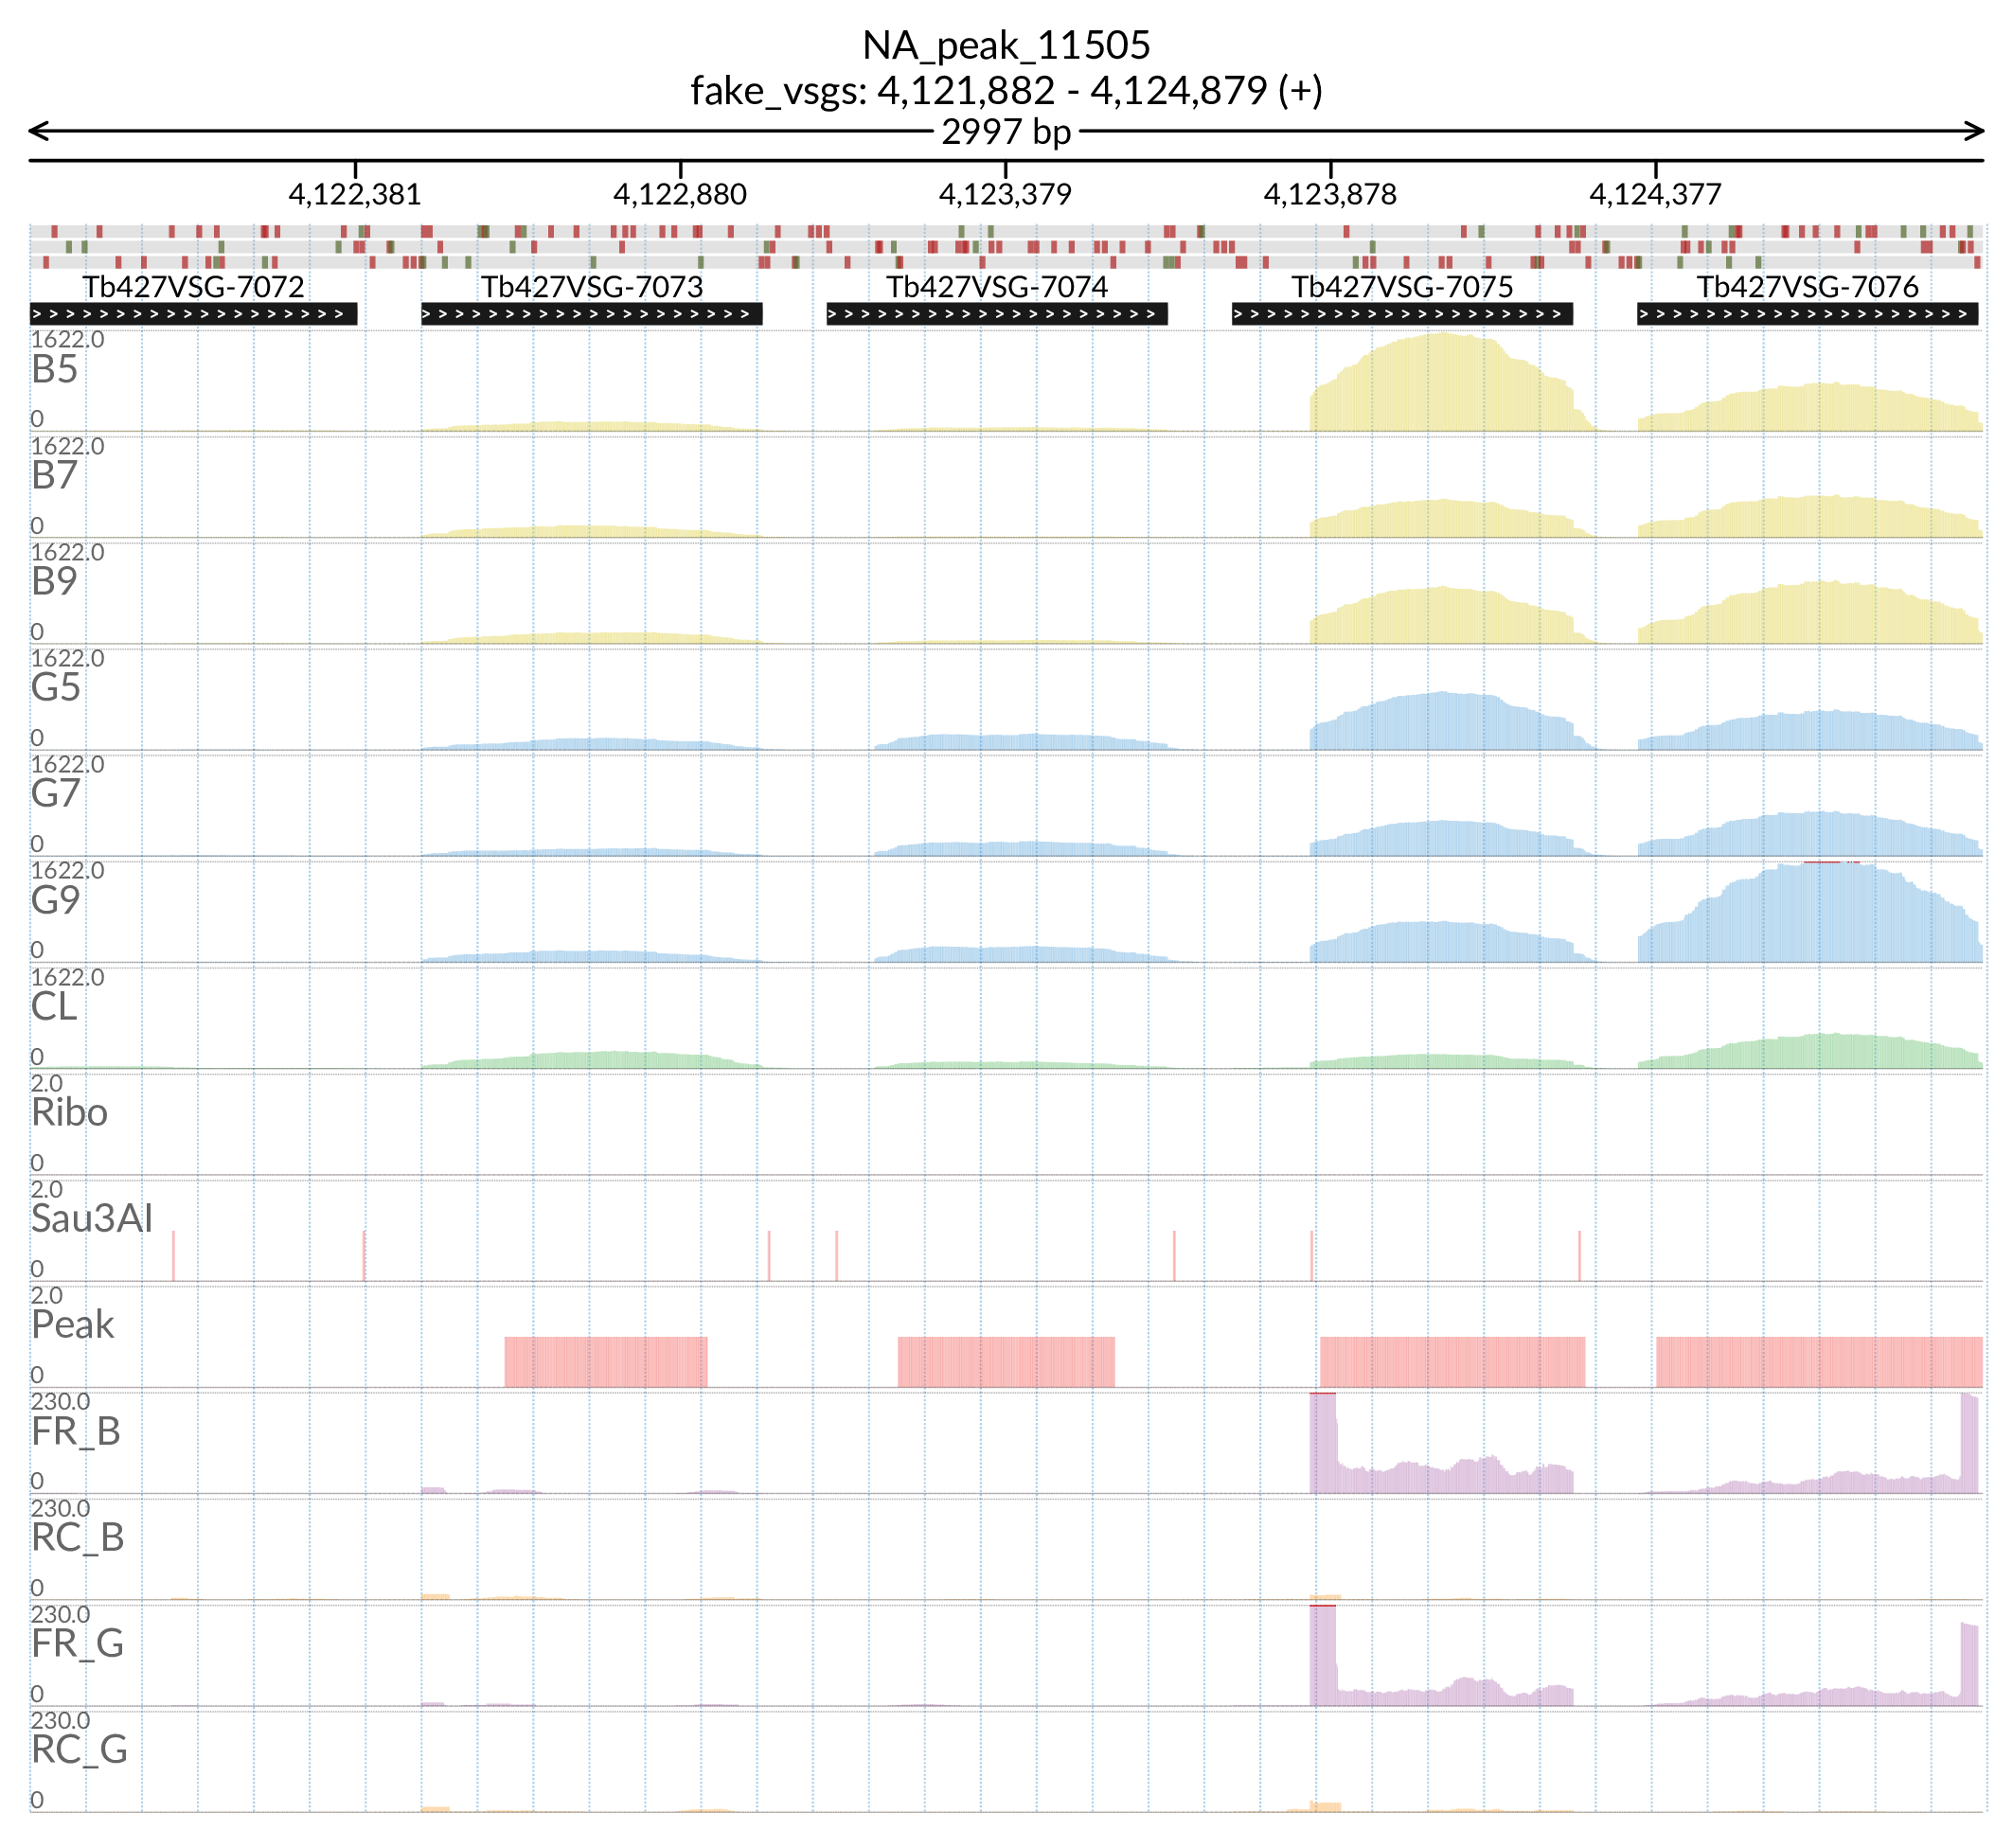 NA_peak_11505
fake_vsgs: 4,121,882 - 4,124,879 (+)
2997 bp
4,122,381 4,122,880 4,123,379 4,123,878 4,124,377
Tb427VSG-7072 Tb427VSG-7073 Tb427VSG-7074 Tb427VSG-7075 Tb427VSG-7076
1622.0
B5
0
1622.0
B7
0
1622.0
B9
0
1622.0
G5
0
1622.0
G7
0
1622.0
G9
0
1622.0
CL
0
2.0
Ribo
0
2.0
Sau3AI
0
2.0
Peak
0
230.0
FR_B
0
230.0
RC_B
0
230.0
FR_G
0
230.0
RC_G
0